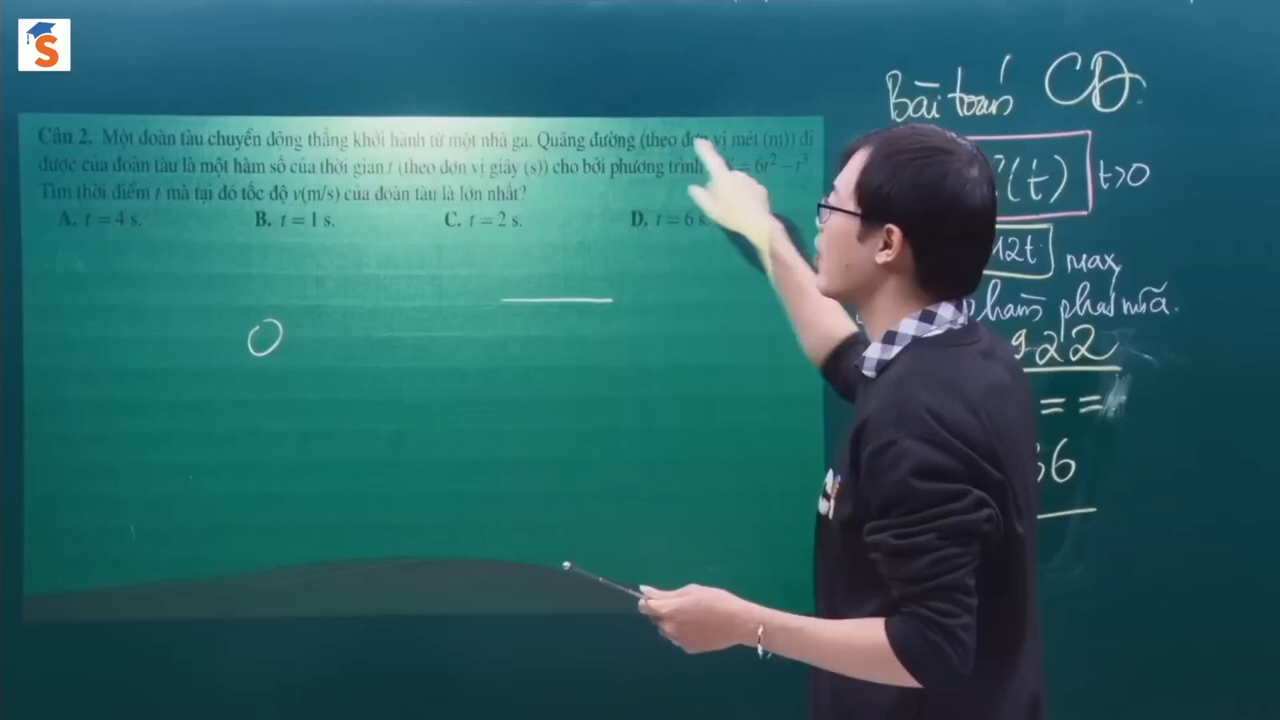 S
Câu 2. Một đoàn tàu chuyển động thẳng khởi hành từ một nhà ga. Quãng đường (theo đơn vị mét (m)) đi
được của đoàn tàu là một hàm số của thời gian t (theo đơn vị giây (s)) cho bởi phương trình = 6t² − t³.
Tìm thời điểm t mà tại đó tốc độ v(m/s) của đoàn tàu là lớn nhất?
A. t = 4 s. B. t = 1 s. C. t = 2 s. D. t = 6 s
O
Bài toán CĐ.
(t) t>0
12t max
phải nữa.
922
= =
66